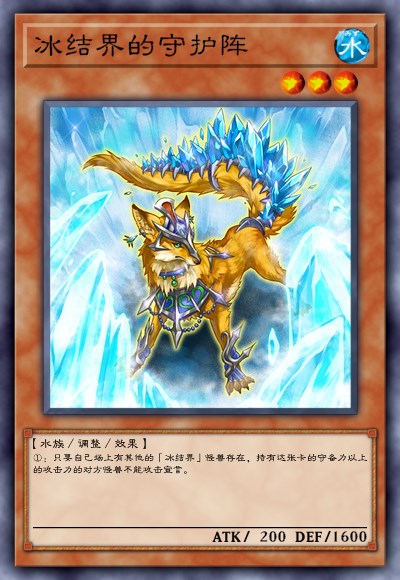 冰结界的守护阵
水
【水族／调整／效果】
①：只要自己场上有其他的「冰结界」怪兽存在，持有这张卡的守备力以上
的攻击力的对方怪兽不能攻击宣言。
ATK/ 200 DEF/1600